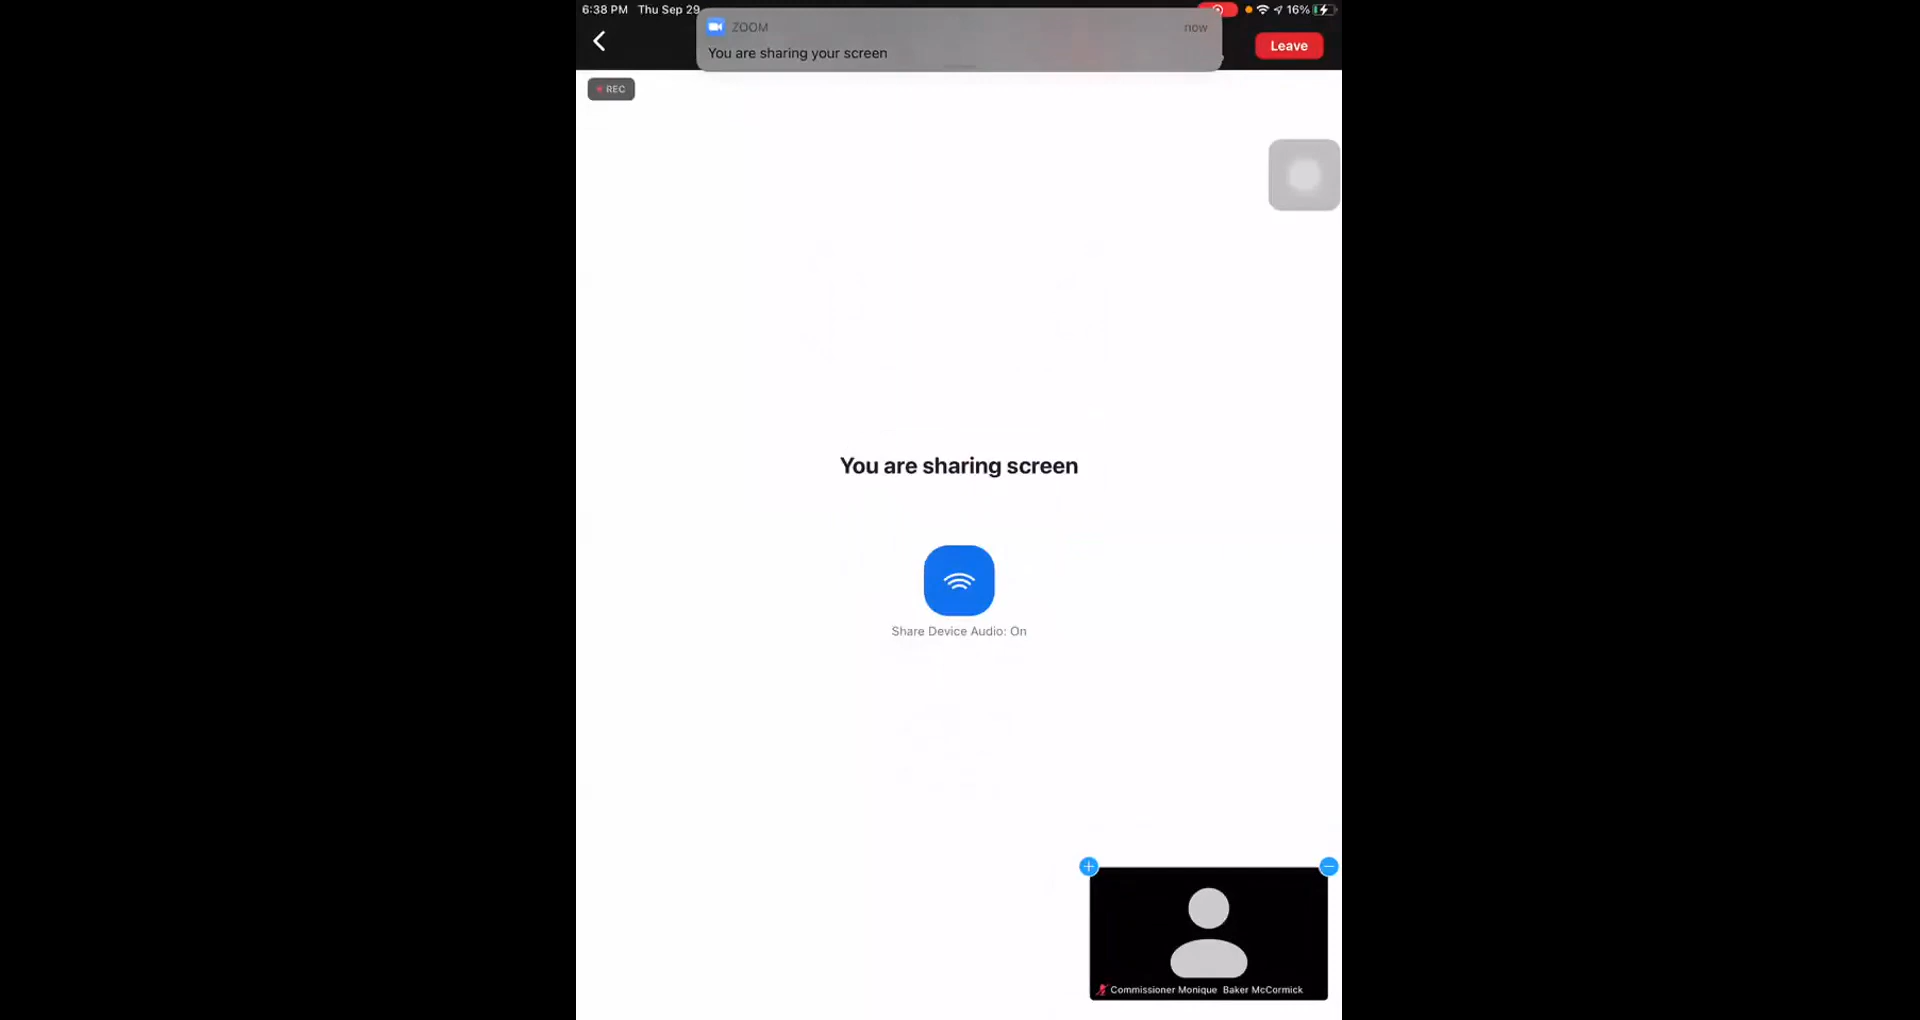 6:38 PM Thu Sep 29
16%
ZOOM
now
You are sharing your screen
Leave
REC
You are sharing screen
Share Device Audio: On
Commissioner Monique Baker McCormick